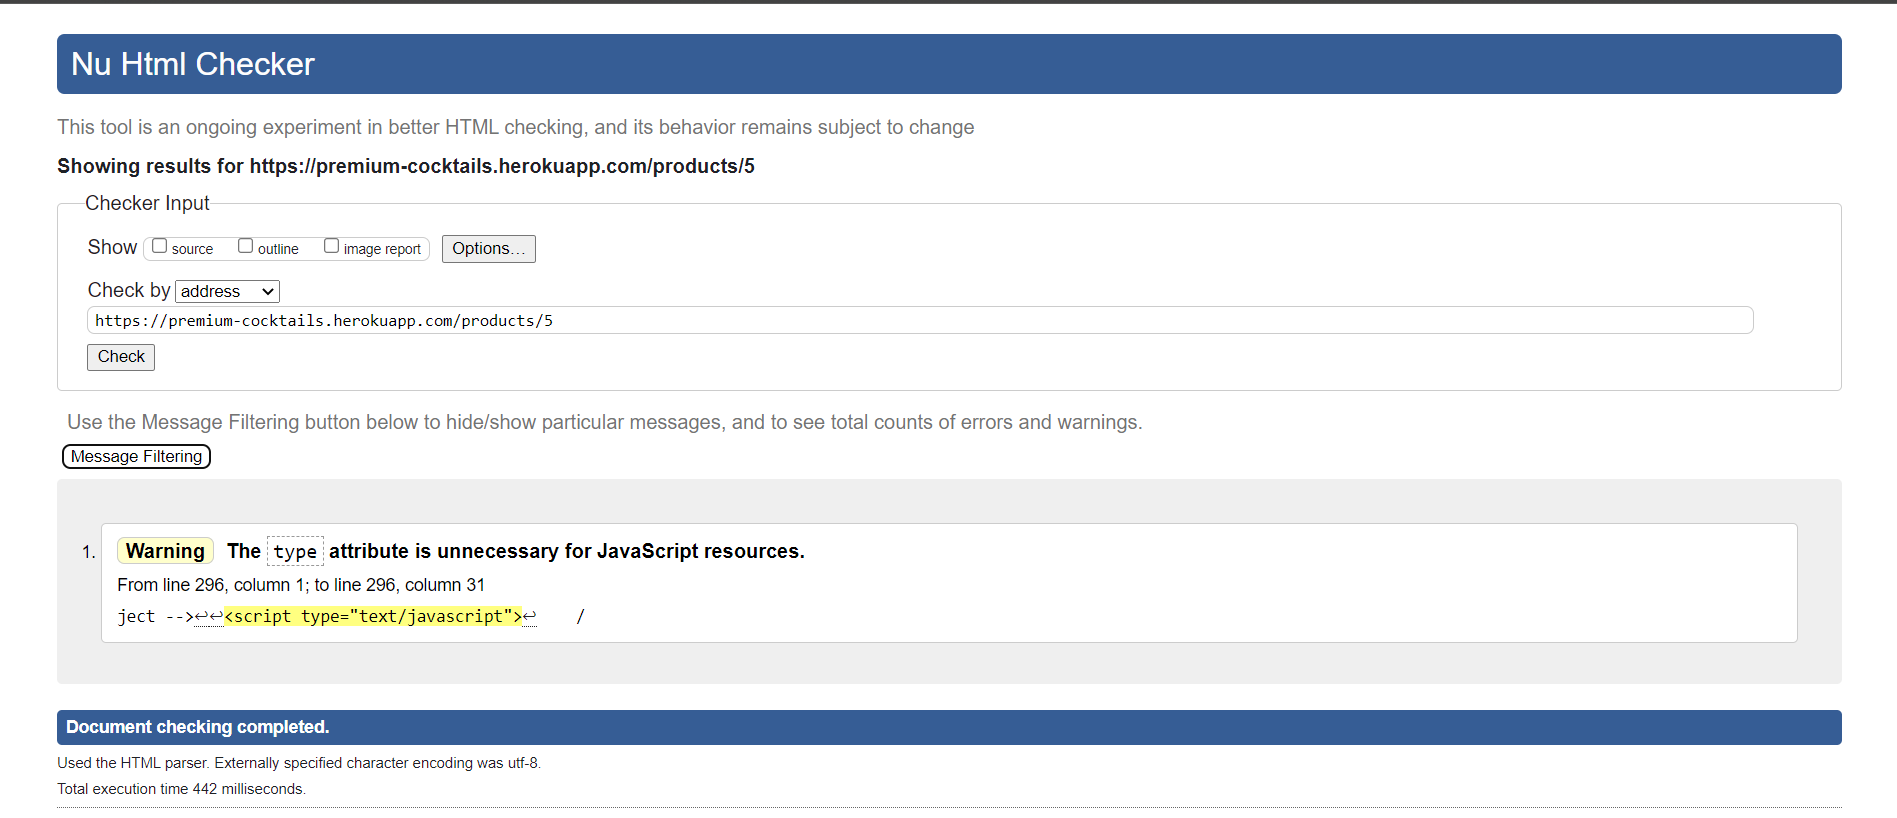 Nu Html Checker
This tool is an ongoing experiment in better HTML checking, and its behavior remains subject to change
Showing results for https://premium-cocktails.herokuapp.com/products/5
Checker Input
Show source outline image report Options...
Check by address
https://premium-cocktails.herokuapp.com/products/5
Check
Use the Message Filtering button below to hide/show particular messages, and to see total counts of errors and warnings.
Message Filtering
1. Warning The type attribute is unnecessary for JavaScript resources.
From line 296, column 1; to line 296, column 31
ject -->↩↩<script type="text/javascript">↩    /
Document checking completed.
Used the HTML parser. Externally specified character encoding was utf-8.
Total execution time 442 milliseconds.